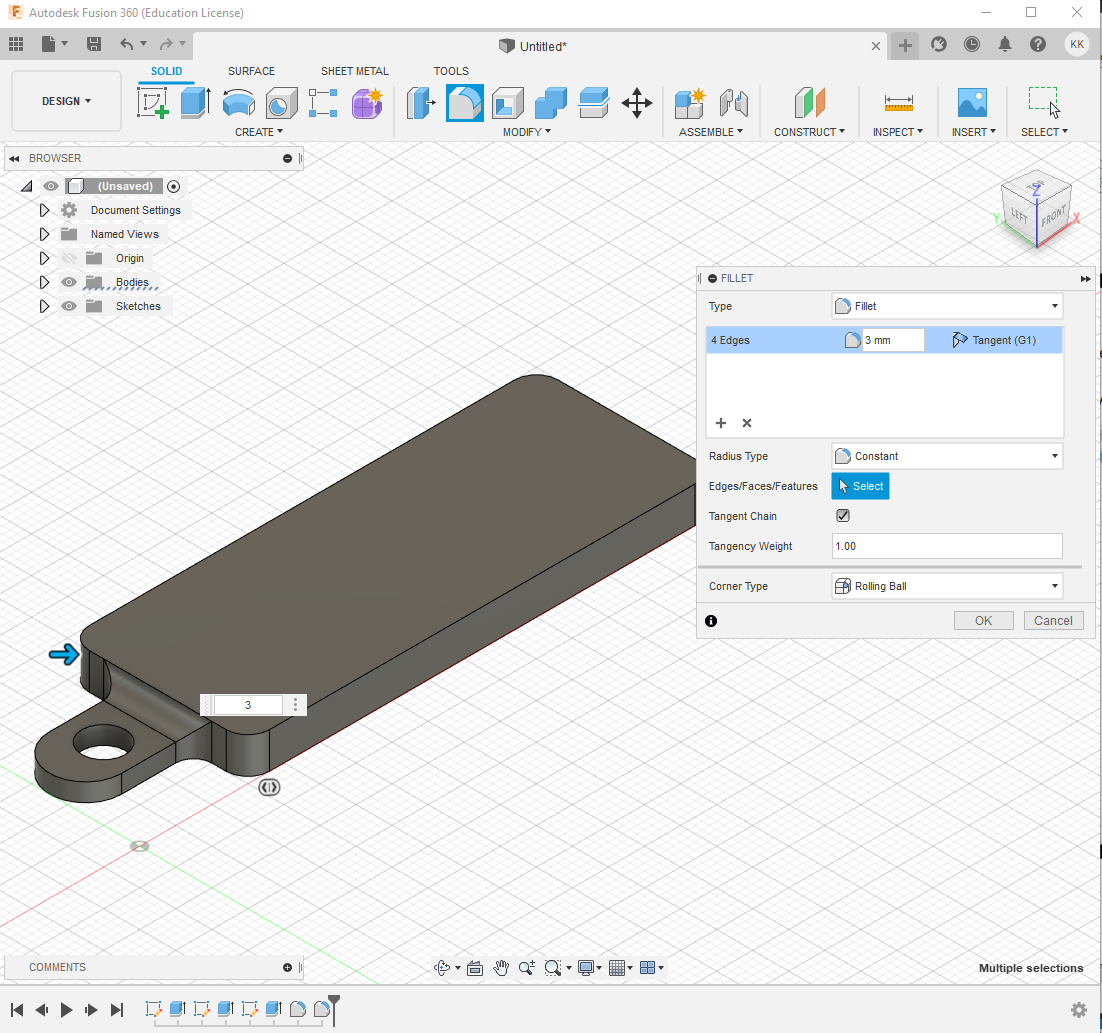 F Autodesk Fusion 360 (Education License)
Untitled*
KK
DESIGN
SOLID SURFACE SHEET METAL TOOLS
CREATE MODIFY ASSEMBLE CONSTRUCT INSPECT INSERT SELECT
BROWSER
(Unsaved)
Document Settings
Named Views
Origin
Bodies
Sketches
Z
LEFT FRONT
Y X
FILLET
Type Fillet
4 Edges 3 mm Tangent (G1)
Radius Type Constant
Edges/Faces/Features Select
Tangent Chain
Tangency Weight 1.00
Corner Type Rolling Ball
OK Cancel
3
COMMENTS
Multiple selections